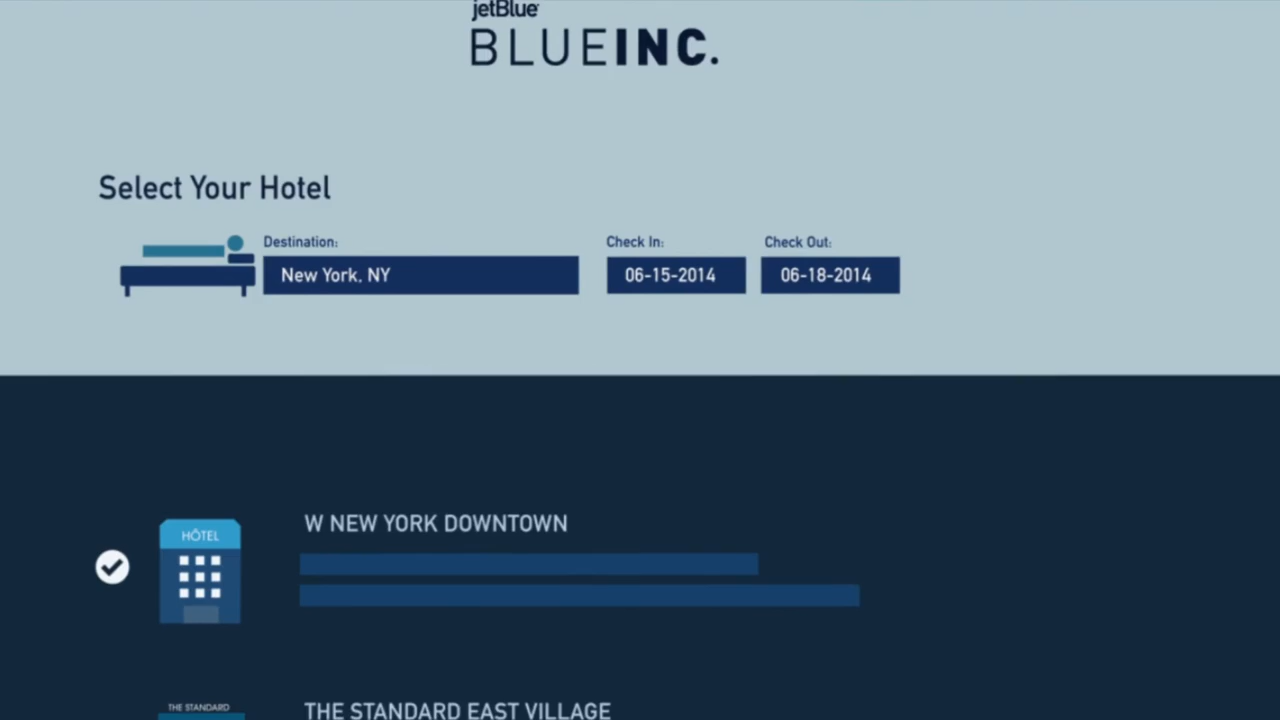 jetBlue
BLUEINC.
Select Your Hotel
Destination:
Check In:
Check Out:
New York, NY
06-15-2014
06-18-2014
HÔTEL
W NEW YORK DOWNTOWN
THE STANDARD
THE STANDARD EAST VILLAGE